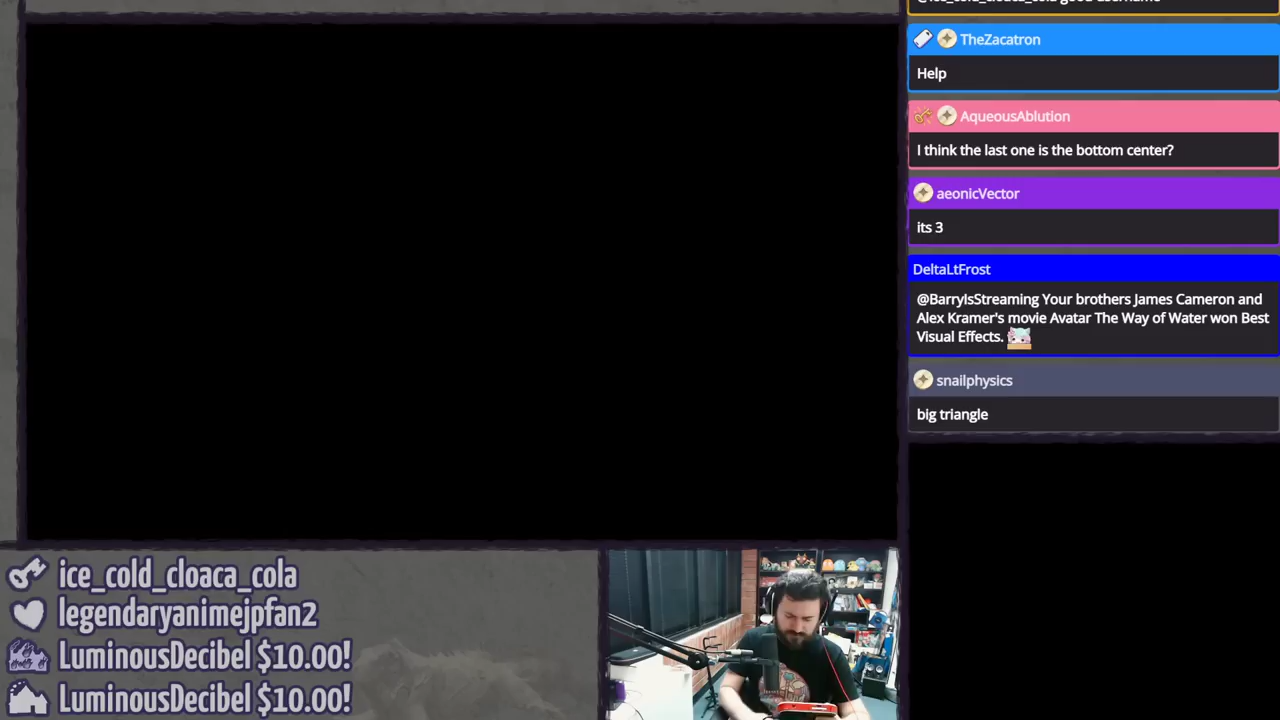 TheZacatron
Help
AqueousAblution
I think the last one is the bottom center?
aeonicVector
its 3
DeltaLtFrost
@BarryIsStreaming Your brothers James Cameron and
Alex Kramer's movie Avatar The Way of Water won Best
Visual Effects.
snailphysics
big triangle
ice_cold_cloaca_cola
legendaryanimejpfan2
LuminousDecibel $10.00!
LuminousDecibel $10.00!